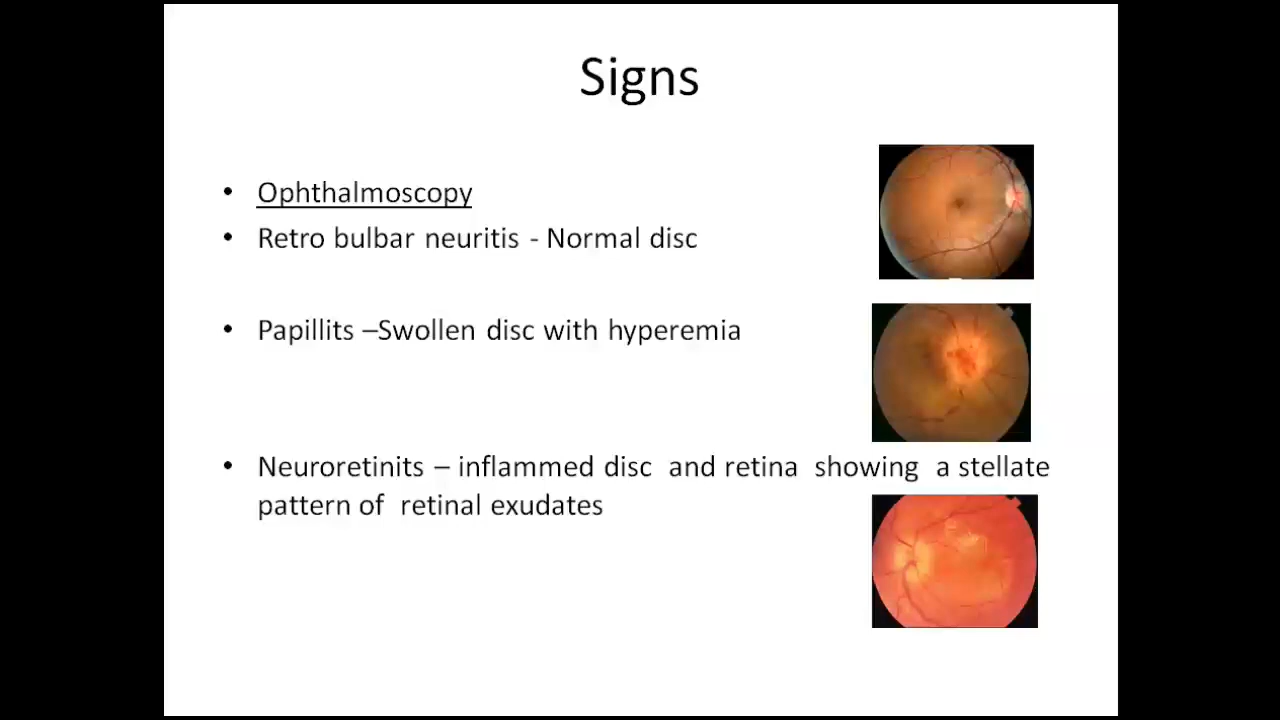 Signs
• Ophthalmoscopy
• Retro bulbar neuritis - Normal disc
• Papillits –Swollen disc with hyperemia
• Neuroretinits – inflammed disc and retina showing a stellate
pattern of retinal exudates